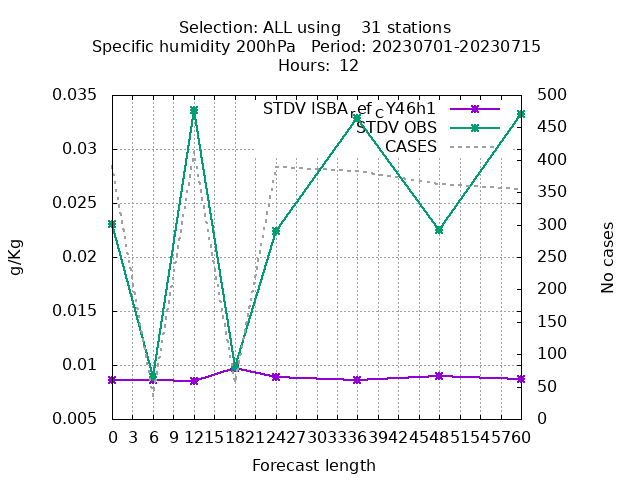 Selection: ALL using    31 stations
Specific humidity 200hPa   Period: 20230701-20230715
Hours: 12
STDV ISBA_ref_CY46h1
STDV OBS
CASES
0.035
0.03
0.025
0.02
0.015
0.01
0.005
500
450
400
350
300
250
200
150
100
50
0
g/Kg
No cases
0 3 6 9 12 15 18 21 24 27 30 33 36 39 42 45 48 51 54 57 60
Forecast length